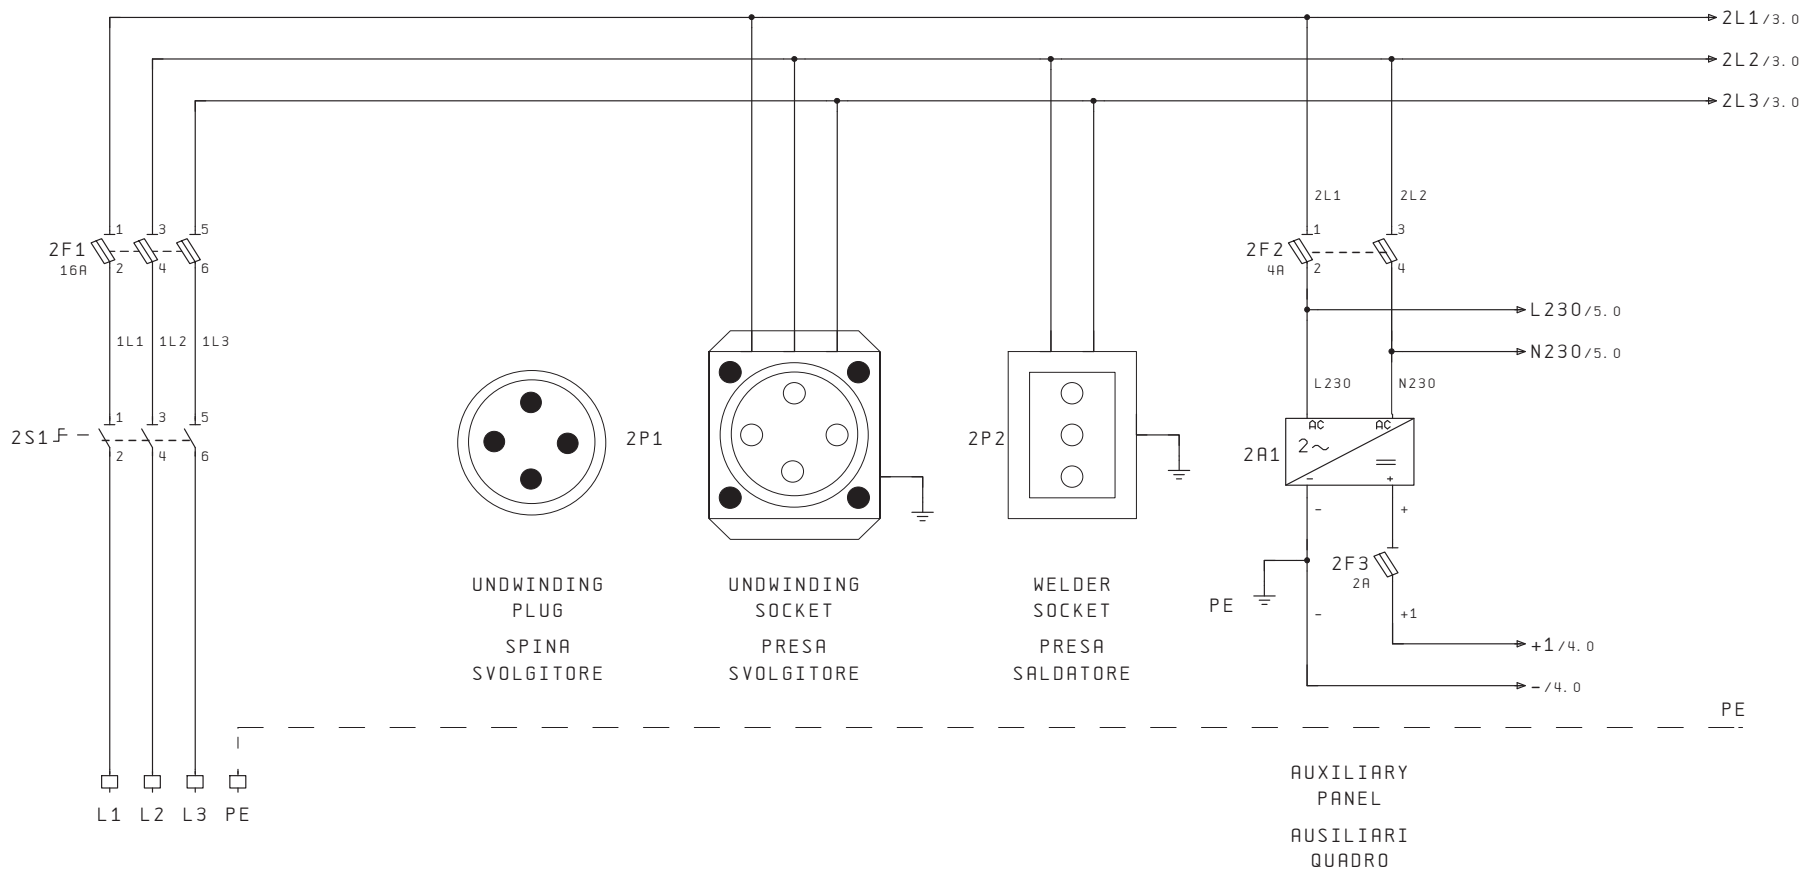 2L1/3.0
2L2/3.0
2L3/3.0
2L1
2L2
1
3
5
2F1
16A
2
4
6
1
3
2F2
4A
2
4
L230/5.0
N230/5.0
1L1
1L2
1L3
L230
N230
1
3
5
2S1
2
4
6
2P1
2P2
2A1
AC
AC
2~
-
+
-
+
2F3
2A
PE
-
+1
+1/4.0
-/4.0
UNDWINDING
PLUG
SPINA
SVOLGITORE
UNDWINDING
SOCKET
PRESA
SVOLGITORE
WELDER
SOCKET
PRESA
SALDATORE
PE
L1
L2
L3
PE
AUXILIARY
PANEL
AUSILIARI
QUADRO